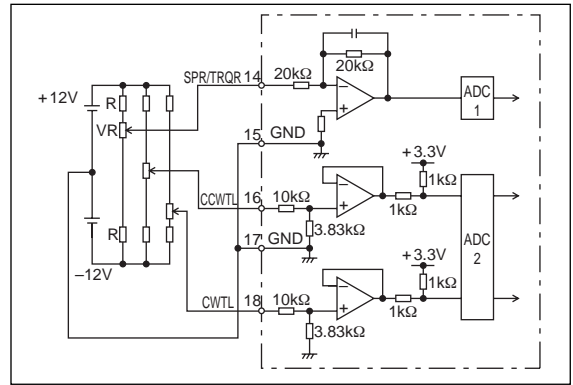 SPR/TRQR 14 20kΩ 20kΩ
+12V R VR
ADC 1
15 GND
CCWTL 16 10kΩ 3.83kΩ 1kΩ +3.3V 1kΩ
17 GND
ADC 2
R
−12V
CWTL 18 10kΩ 3.83kΩ 1kΩ +3.3V 1kΩ
− +
− +
− +